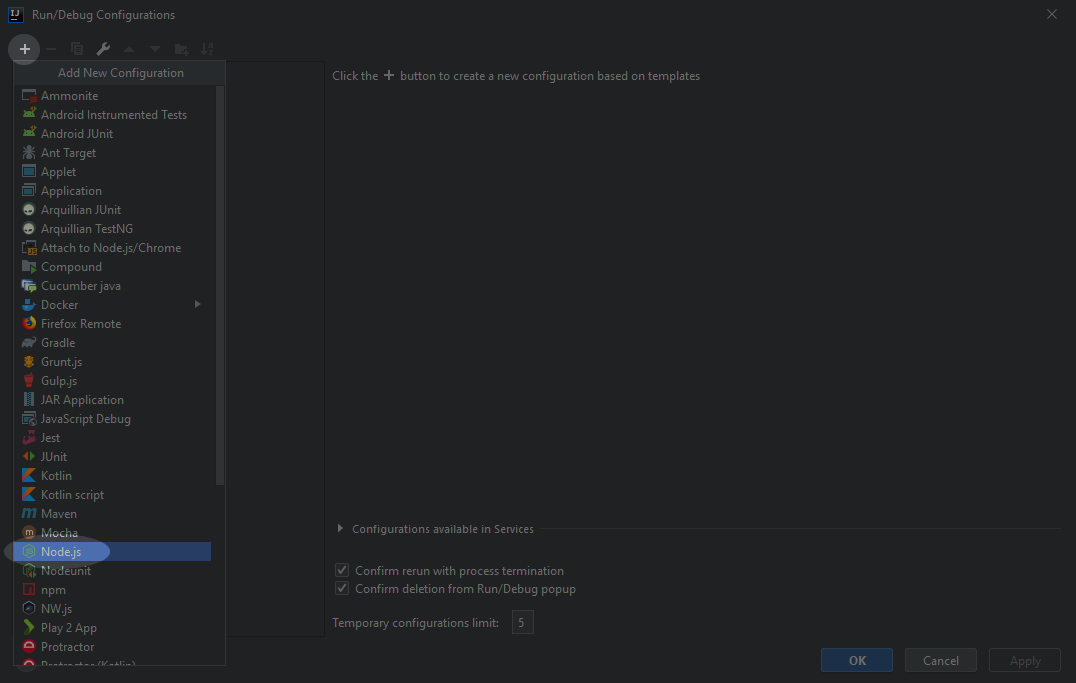 IJ Run/Debug Configurations
Add New Configuration
Click the + button to create a new configuration based on templates
Ammonite
Android Instrumented Tests
Android JUnit
Ant Target
Applet
Application
Arquillian JUnit
Arquillian TestNG
Attach to Node.js/Chrome
Compound
Cucumber java
Docker
Firefox Remote
Gradle
Grunt.js
Gulp.js
JAR Application
JavaScript Debug
Jest
JUnit
Kotlin
Kotlin script
Maven
Mocha
Node.js
Nodeunit
npm
NW.js
Play 2 App
Protractor
Protractor (Kotlin)
Configurations available in Services
Confirm rerun with process termination
Confirm deletion from Run/Debug popup
Temporary configurations limit: 5
OK Cancel Apply